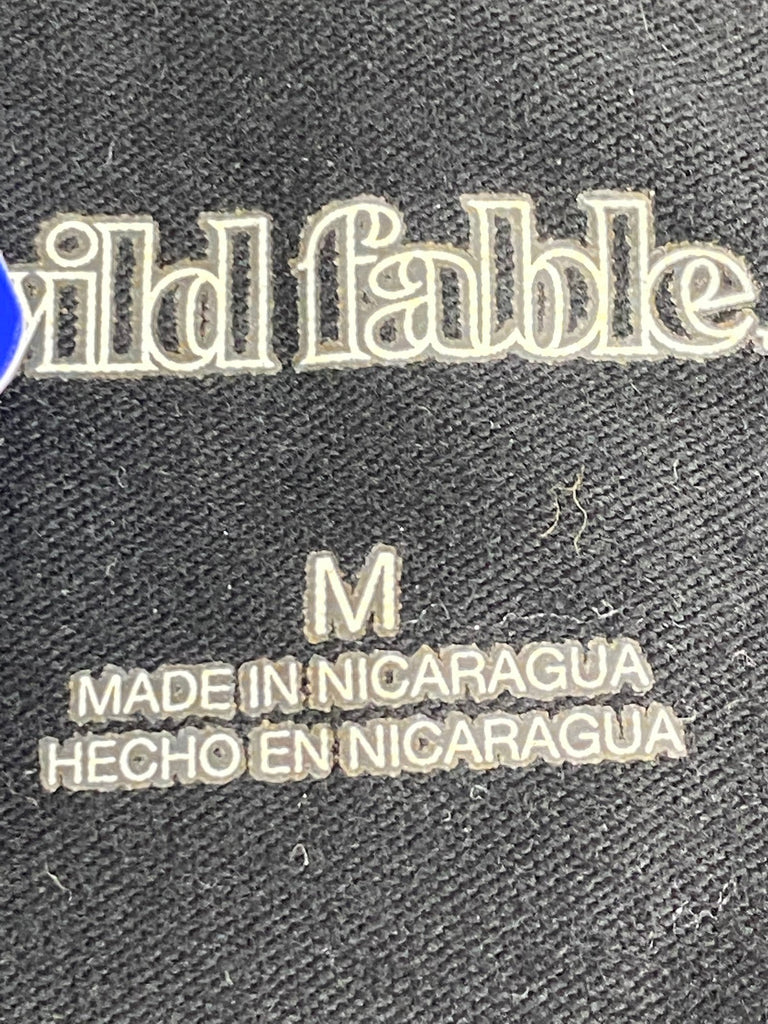 wild fable.
M
MADE IN NICARAGUA
HECHO EN NICARAGUA